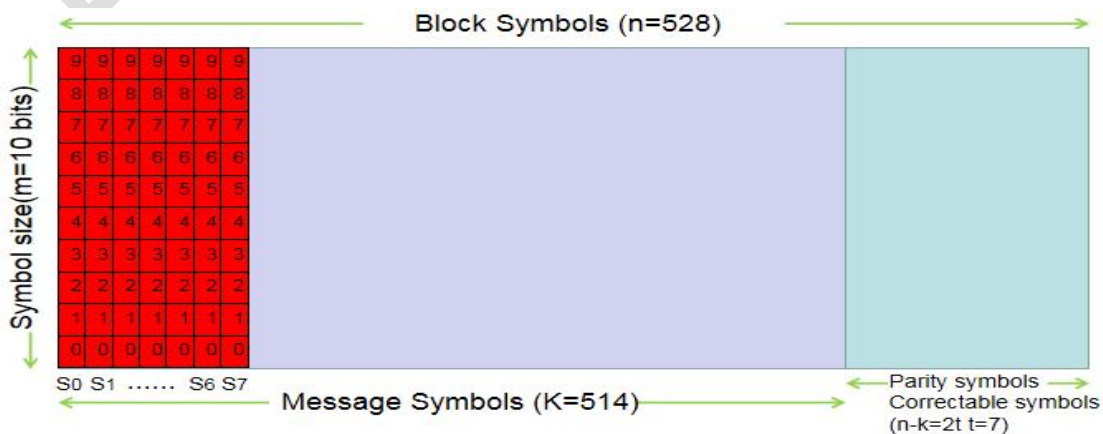 Block Symbols (n=528)
Symbol size(m=10 bits)
9 9 9 9 9 9 9
8 8 8 8 8 8 8
7 7 7 7 7 7 7
6 6 6 6 6 6 6
5 5 5 5 5 5 5
4 4 4 4 4 4 4
3 3 3 3 3 3 3
2 2 2 2 2 2 2
1 1 1 1 1 1 1
0 0 0 0 0 0 0
S0 S1 ...... S6 S7
Message Symbols (K=514)
Parity symbols
Correctable symbols
(n-k=2t t=7)